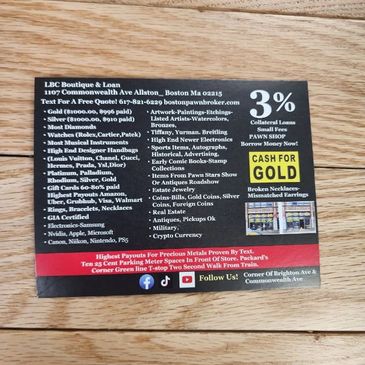 LBC Boutique & Loan
1107 Commonwealth Ave Allston_ Boston Ma 02215
Text For A Free Quote! 617-821-6229 bostonpawnbroker.com
• Gold ($1000.00, $996 paid)
• Silver ($1000.00, $910 paid)
• Most Diamonds
• Watches (Rolex,Cartier,Patek)
• Most Musical Instruments
• High End Designer Handbags
• (Louis Vuitton, Chanel, Gucci,
Hermes, Prada, Ysl,Dior)
• Platinum, Palladium,
Rhodium, Silver, Gold
• Gift Cards 60-80% paid
Highest Payouts Amazon,
Uber, Grubhub, Visa, Walmart
• Rings, Bracelets, Necklaces
• GIA Certified
• Electronics-Samsung
• Nvidia, Apple, Microsoft
• Canon, Niikon, Nintendo, PS5
• Artwork-Paintings-Etchings-
Listed Artists-Watercolors,
Bronzes,
• Tiffany, Yurman. Breitling
• High End Newer Electronics
• Sports Items, Autographs,
Historical, Advertising,
• Early Comic Books-Stamp
Collections
• Items From Pawn Stars Show
Or Antiques Roadshow
• Estate Jewelry
• Coins-Bills, Gold Coins, Silver
Coins, Foreign Coins
• Real Estate
• Antiques, Pickups Ok
• Military,
• Crypto Currency
3%
Collateral Loans
Small Fees
PAWN SHOP
Borrow Money Now!
CASH FOR
GOLD
Broken Necklaces-
Mismatched Earrings
Highest Payouts For Precious Metals Proven By Text.
Ten 25 Cent Parking Meter Spaces In Front Of Store. Packard's
Corner Green line T-stop Two Second Walk From Train.
Follow Us!
Corner Of Brighton Ave &
Commonwealth Ave